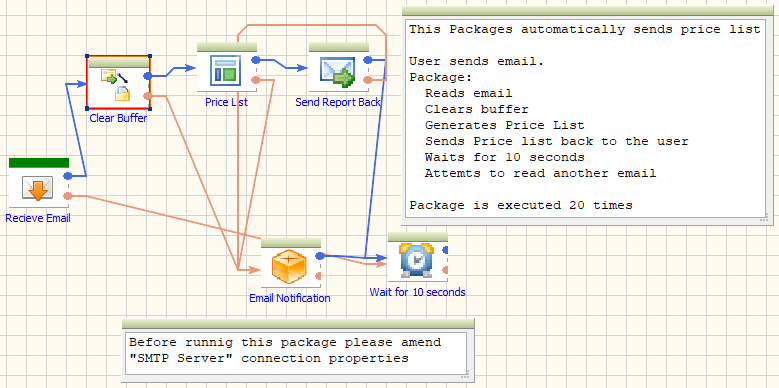 This Packages automatically sends price list
User sends email.
Package:
Reads email
Clears buffer
Generates Price List
Sends Price list back to the user
Waits for 10 seconds
Attemts to read another email
Package is executed 20 times
Clear Buffer
Price List
Send Report Back
Recieve Email
Email Notification
Wait for 10 seconds
Before runnig this package please amend
"SMTP Server" connection properties